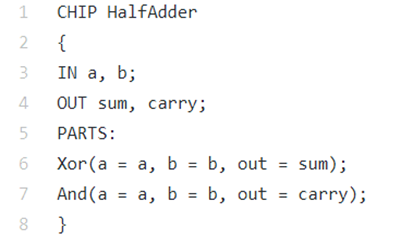 1 CHIP HalfAdder
2 {
3 IN a, b;
4 OUT sum, carry;
5 PARTS:
6 Xor(a = a, b = b, out = sum);
7 And(a = a, b = b, out = carry);
8 }